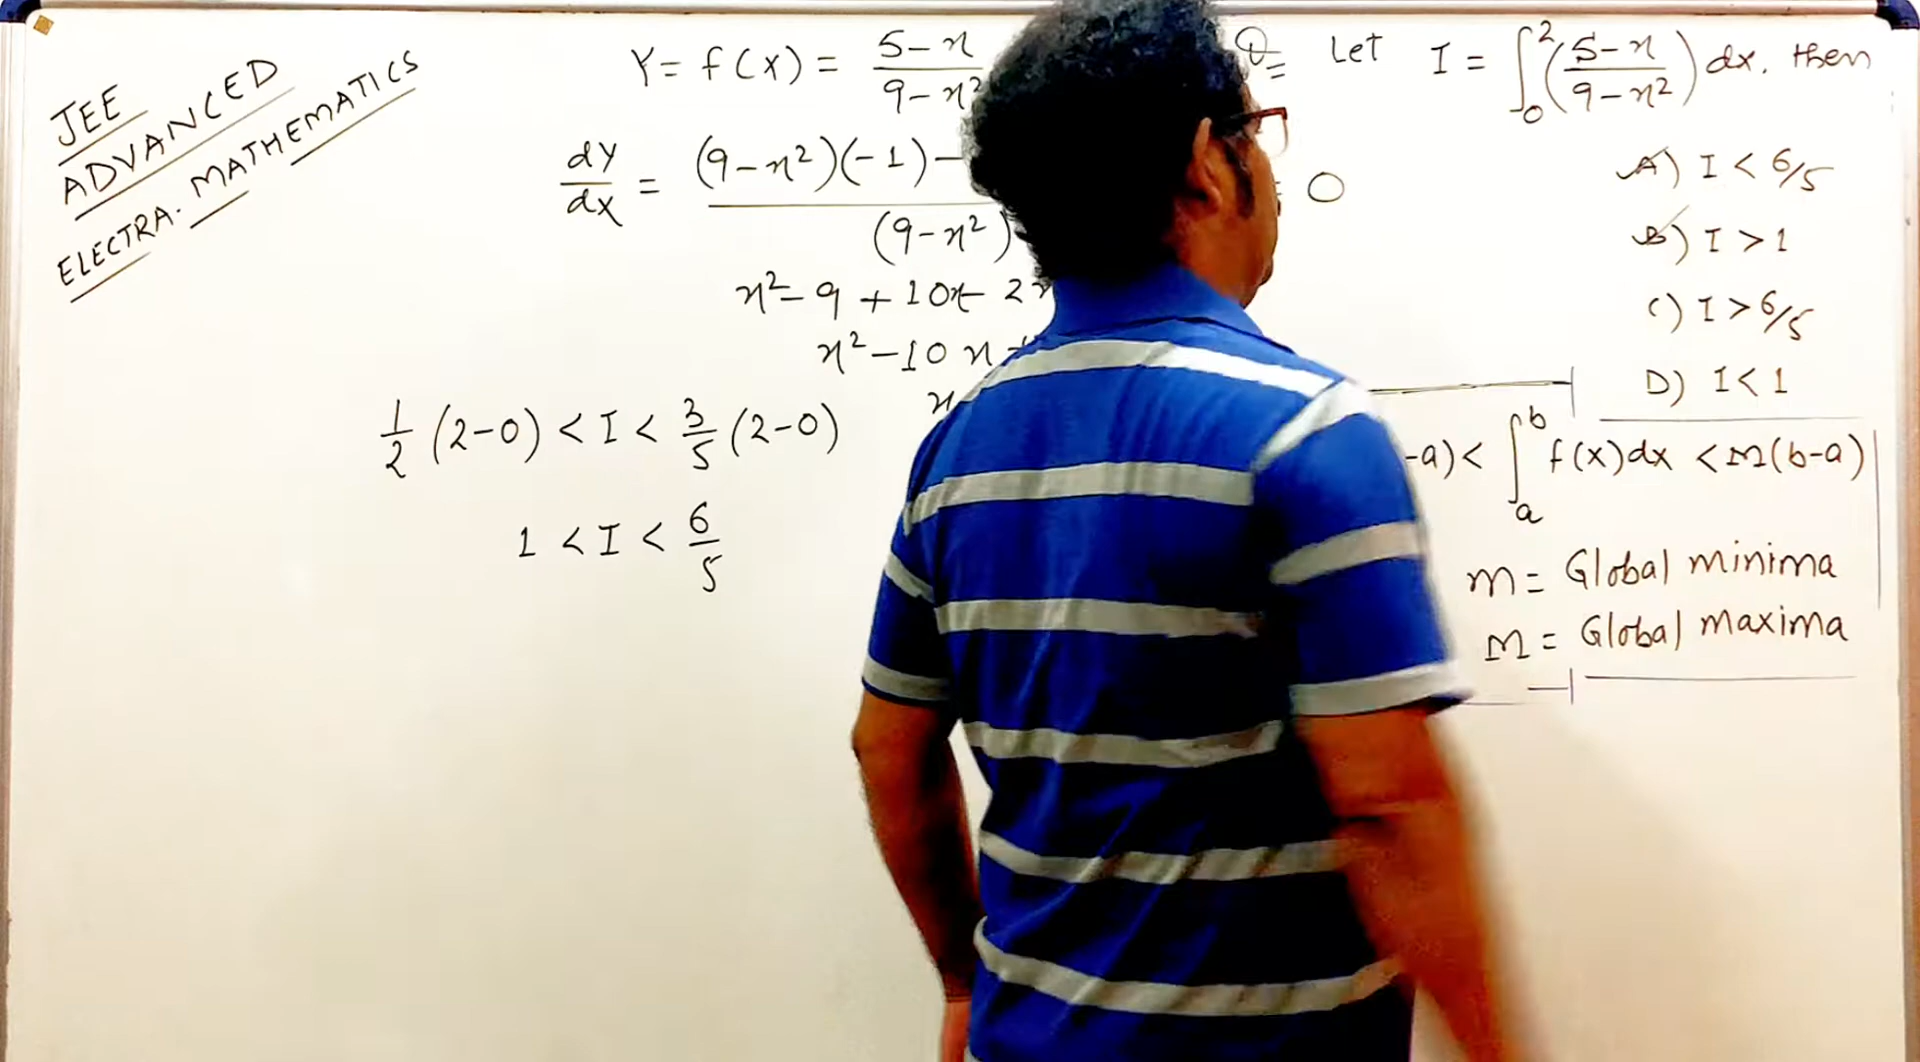 JEE
ADVANCED
ELECTRA. MATHEMATICS
Y = f(x) = 5-x / 9-x²
dy/dx = (9-x²)(-1) - / (9-x²) = 0
x² - 9 + 10x - 2x
x² - 10x +
x
1/2 (2-0) < I < 3/5 (2-0)
1 < I < 6/5
Q= Let I = ∫₀² (5-x / 9-x²) dx, then
A) I < 6/5
B) I > 1
C) I > 6/5
D) I < 1
-a) < ∫ₐᵇ f(x)dx < M(b-a)
m = Global minima
M = Global maxima